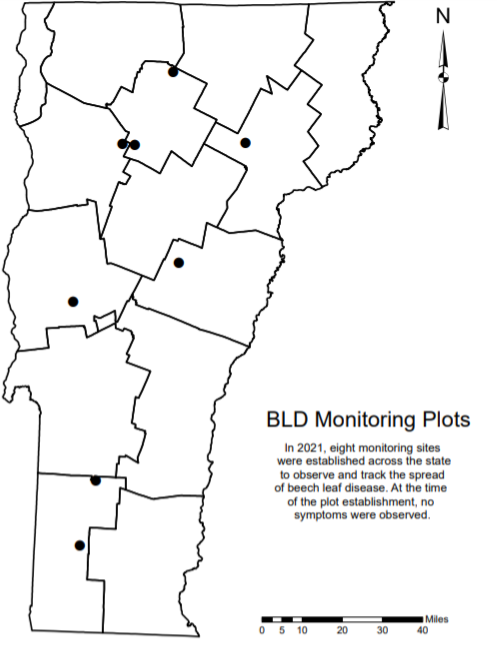 N
BLD Monitoring Plots
In 2021, eight monitoring sites
were established across the state
to observe and track the spread
of beech leaf disease. At the time
of the plot establishment, no
symptoms were observed.
Miles
0 5 10 20 30 40